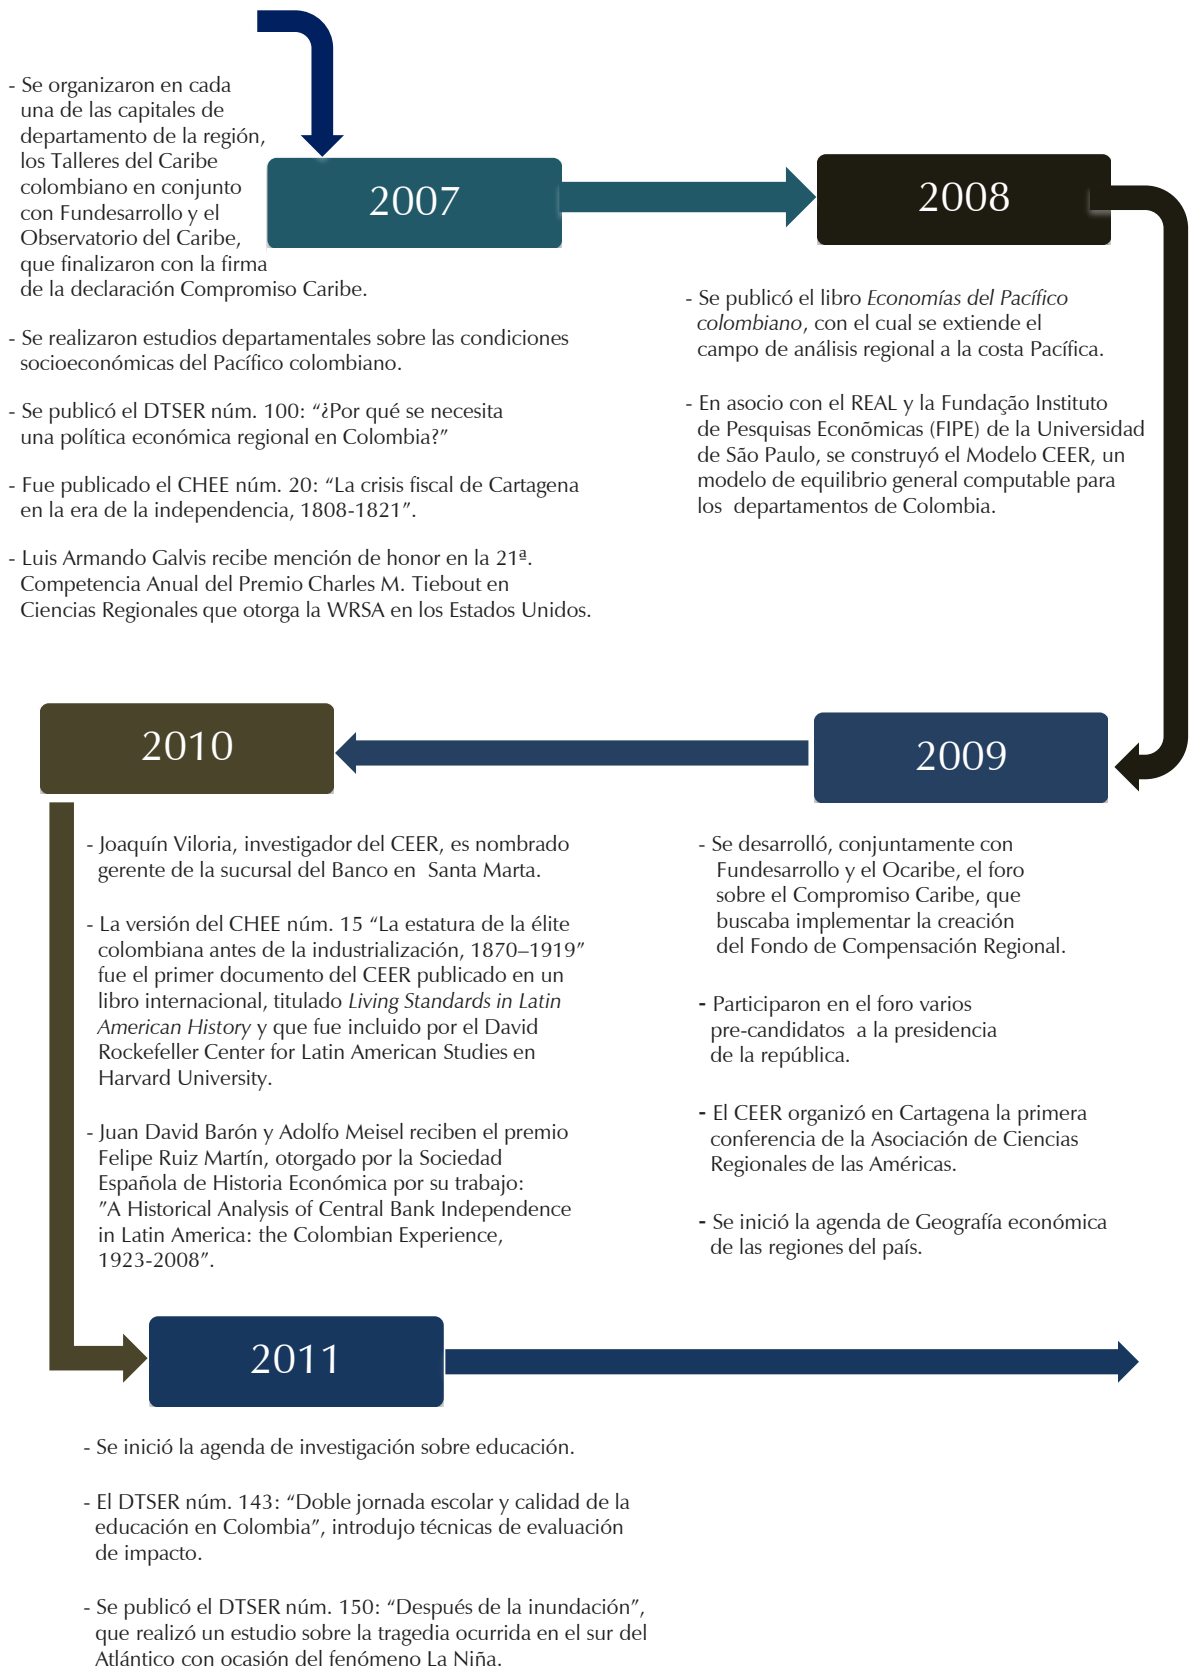 2007
- Se organizaron en cada
una de las capitales de
departamento de la región,
los Talleres del Caribe
colombiano en conjunto
con Fundesarrollo y el
Observatorio del Caribe,
que finalizaron con la firma
de la declaración Compromiso Caribe.
- Se realizaron estudios departamentales sobre las condiciones
socioeconómicas del Pacífico colombiano.
- Se publicó el DTSER núm. 100: “¿Por qué se necesita
una política económica regional en Colombia?”
- Fue publicado el CHEE núm. 20: “La crisis fiscal de Cartagena
en la era de la independencia, 1808-1821”.
- Luis Armando Galvis recibe mención de honor en la 21ª.
Competencia Anual del Premio Charles M. Tiebout en
Ciencias Regionales que otorga la WRSA en los Estados Unidos.
2008
- Se publicó el libro Economías del Pacífico
colombiano, con el cual se extiende el
campo de análisis regional a la costa Pacífica.
- En asocio con el REAL y la Fundação Instituto
de Pesquisas Econõmicas (FIPE) de la Universidad
de São Paulo, se construyó el Modelo CEER, un
modelo de equilibrio general computable para
los departamentos de Colombia.
2009
- Se desarrolló, conjuntamente con
Fundesarrollo y el Ocaribe, el foro
sobre el Compromiso Caribe, que
buscaba implementar la creación
del Fondo de Compensación Regional.
- Participaron en el foro varios
pre-candidatos a la presidencia
de la república.
- El CEER organizó en Cartagena la primera
conferencia de la Asociación de Ciencias
Regionales de las Américas.
- Se inició la agenda de Geografía económica
de las regiones del país.
2010
- Joaquín Viloria, investigador del CEER, es nombrado
gerente de la sucursal del Banco en Santa Marta.
- La versión del CHEE núm. 15 “La estatura de la élite
colombiana antes de la industrialización, 1870–1919”
fue el primer documento del CEER publicado en un
libro internacional, titulado Living Standards in Latin
American History y que fue incluido por el David
Rockefeller Center for Latin American Studies en
Harvard University.
- Juan David Barón y Adolfo Meisel reciben el premio
Felipe Ruiz Martín, otorgado por la Sociedad
Española de Historia Económica por su trabajo:
”A Historical Analysis of Central Bank Independence
in Latin America: the Colombian Experience,
1923-2008”.
2011
- Se inició la agenda de investigación sobre educación.
- El DTSER núm. 143: “Doble jornada escolar y calidad de la
educación en Colombia”, introdujo técnicas de evaluación
de impacto.
- Se publicó el DTSER núm. 150: “Después de la inundación”,
que realizó un estudio sobre la tragedia ocurrida en el sur del
Atlántico con ocasión del fenómeno La Niña.